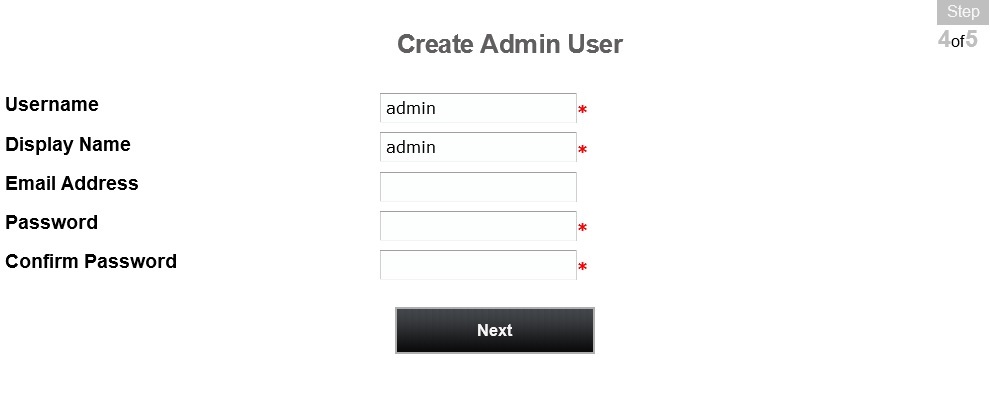 Step
4of5
Create Admin User
Username admin *
Display Name admin *
Email Address
Password *
Confirm Password *
Next